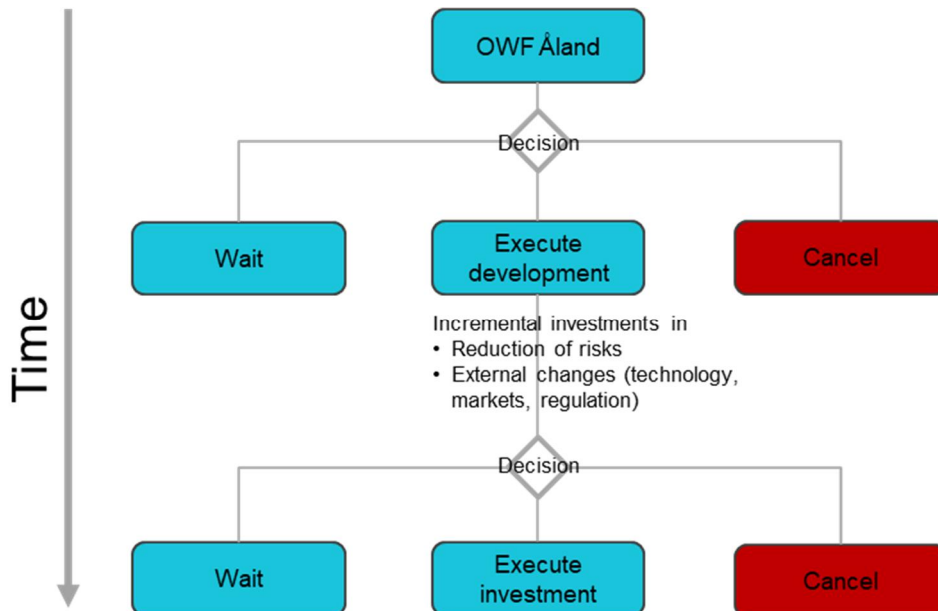 OWF Åland
Decision
Wait
Execute
development
Cancel
Time
Incremental investments in
• Reduction of risks
• External changes (technology,
markets, regulation)
Decision
Wait
Execute
investment
Cancel